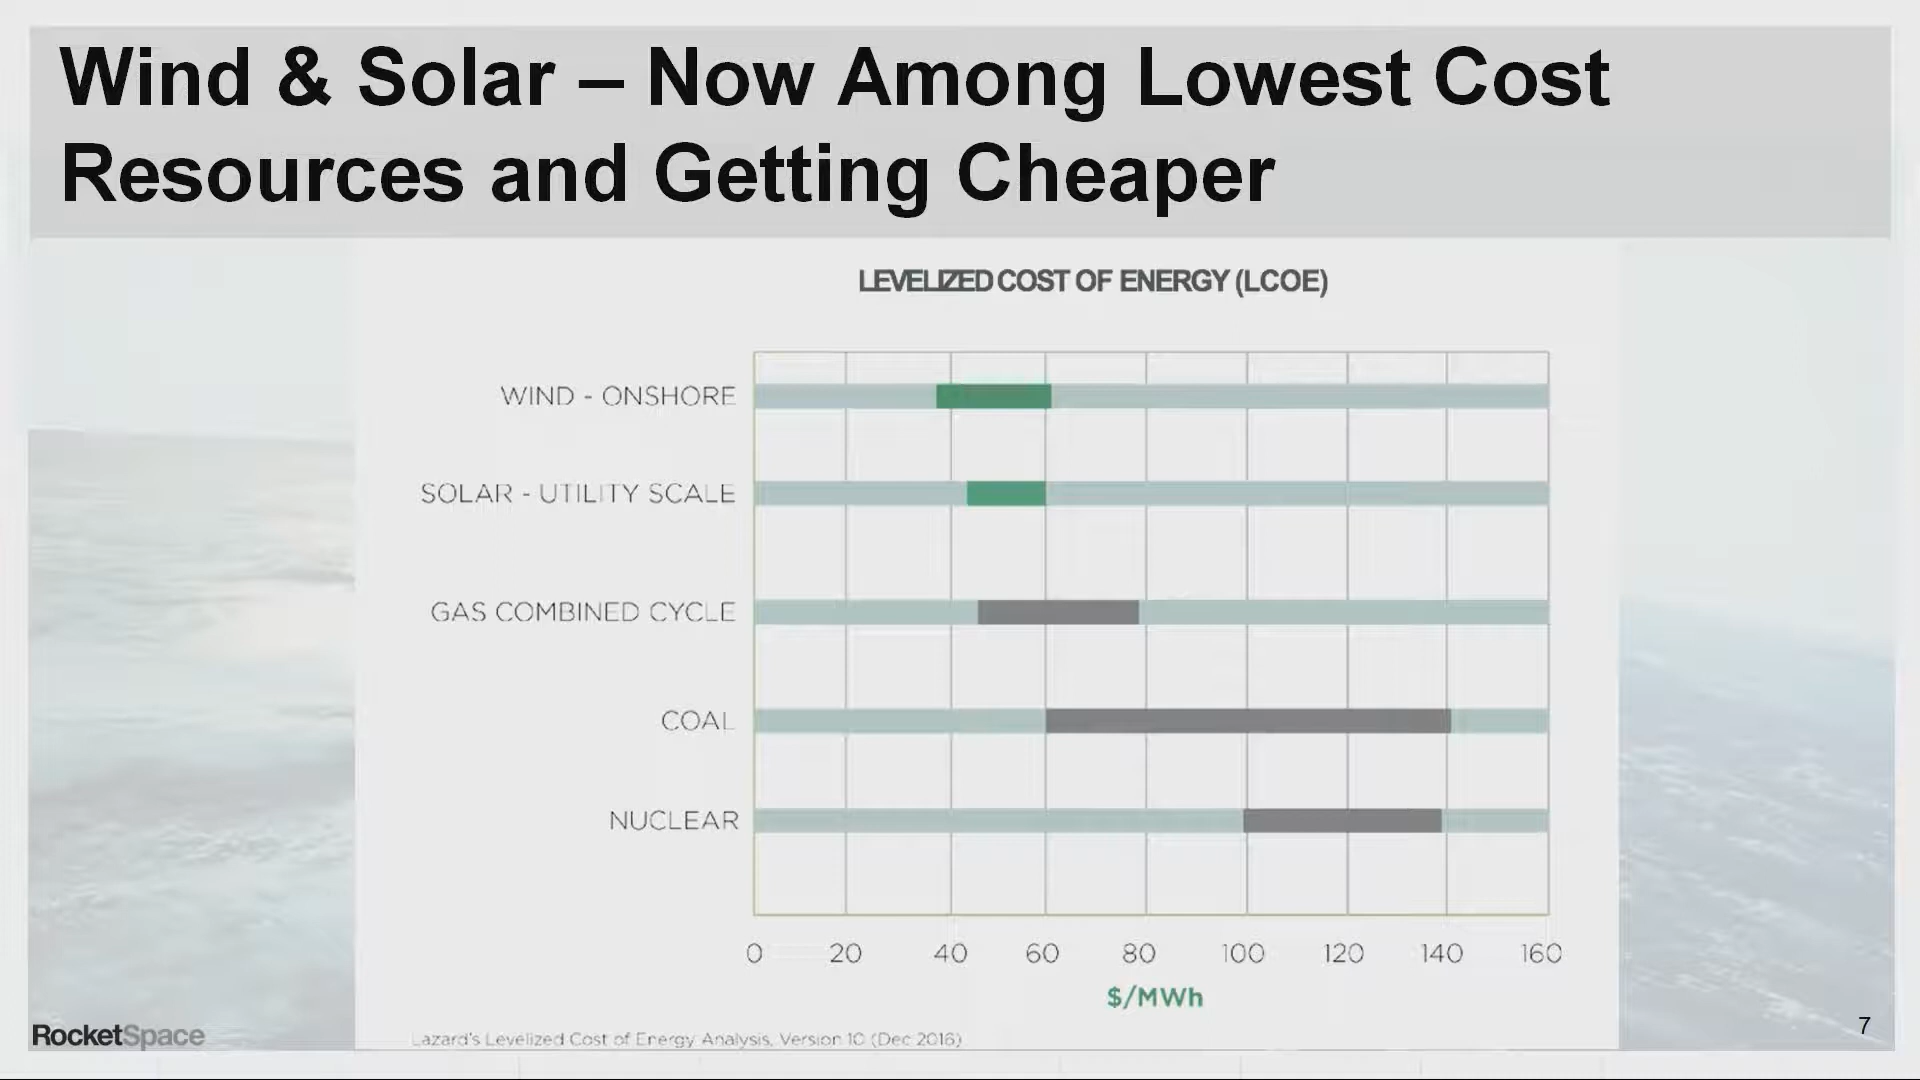 Wind & Solar – Now Among Lowest Cost
Resources and Getting Cheaper
LEVELIZED COST OF ENERGY (LCOE)
WIND - ONSHORE
SOLAR - UTILITY SCALE
GAS COMBINED CYCLE
COAL
NUCLEAR
0 20 40 60 80 100 120 140 160
$/MWh
Lazard's Levelized Cost of Energy Analysis, Version 10 (Dec 2016)
RocketSpace
7